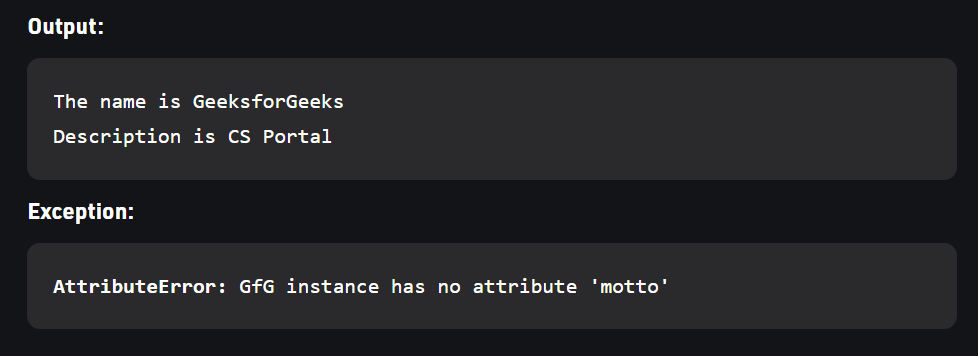 Output:
The name is GeeksforGeeks
Description is CS Portal
Exception:
AttributeError: GfG instance has no attribute 'motto'